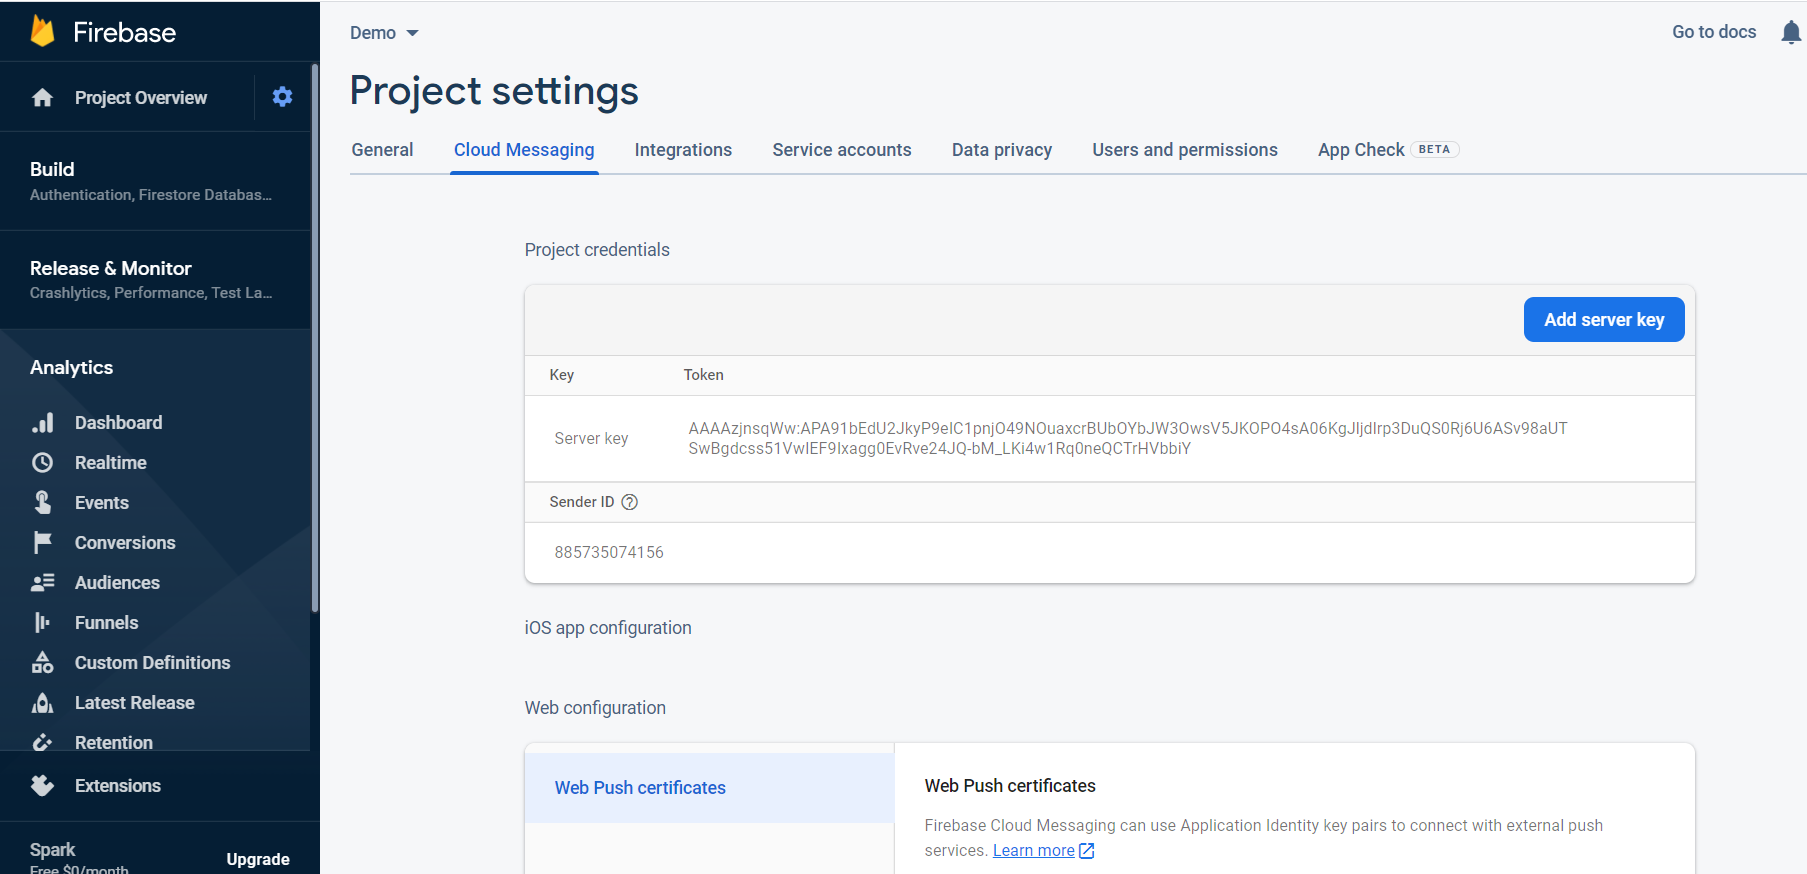 Firebase
Project Overview
Build
Authentication, Firestore Databas...
Release & Monitor
Crashlytics, Performance, Test La...
Analytics
Dashboard
Realtime
Events
Conversions
Audiences
Funnels
Custom Definitions
Latest Release
Retention
Extensions
Spark
Free $0/month
Upgrade
Demo
Go to docs
Project settings
General
Cloud Messaging
Integrations
Service accounts
Data privacy
Users and permissions
App Check BETA
Project credentials
Add server key
Key Token
Server key
AAAAzjnsqWw:APA91bEdU2JkyP9eIC1pnjO49NOuaxcrBUbOYbJW3OwsV5JKOPO4sA06KgJIjdIrp3DuQS0Rj6U6ASv98aUT
SwBgdcss51VwIEF9Ixagg0EvRve24JQ-bM_LKi4w1Rq0neQCTrHVbbiY
Sender ID
885735074156
iOS app configuration
Web configuration
Web Push certificates
Web Push certificates
Firebase Cloud Messaging can use Application Identity key pairs to connect with external push
services. Learn more